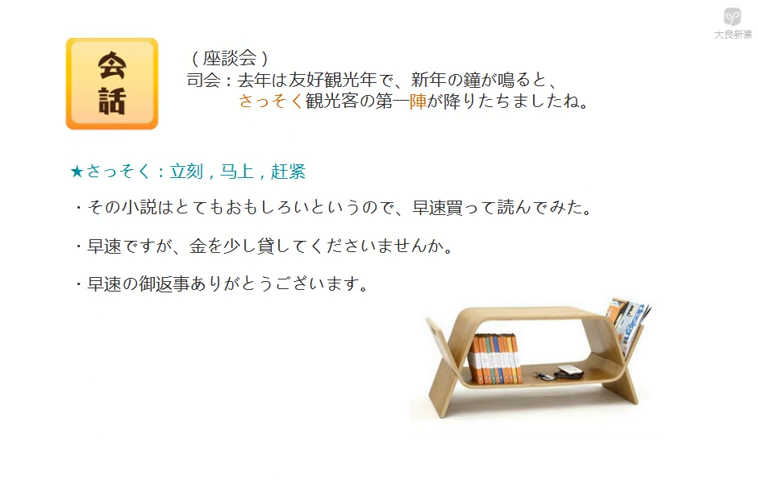 大良新素
会
話
（座談会）
司会：去年は友好観光年で、新年の鐘が鳴ると、
さっそく観光客の第一陣が降りたちましたね。
★さっそく：立刻，马上，赶紧
・その小説はとてもおもしろいというので、早速買って読んでみた。
・早速ですが、金を少し貸してくださいませんか。
・早速の御返事ありがとうございます。